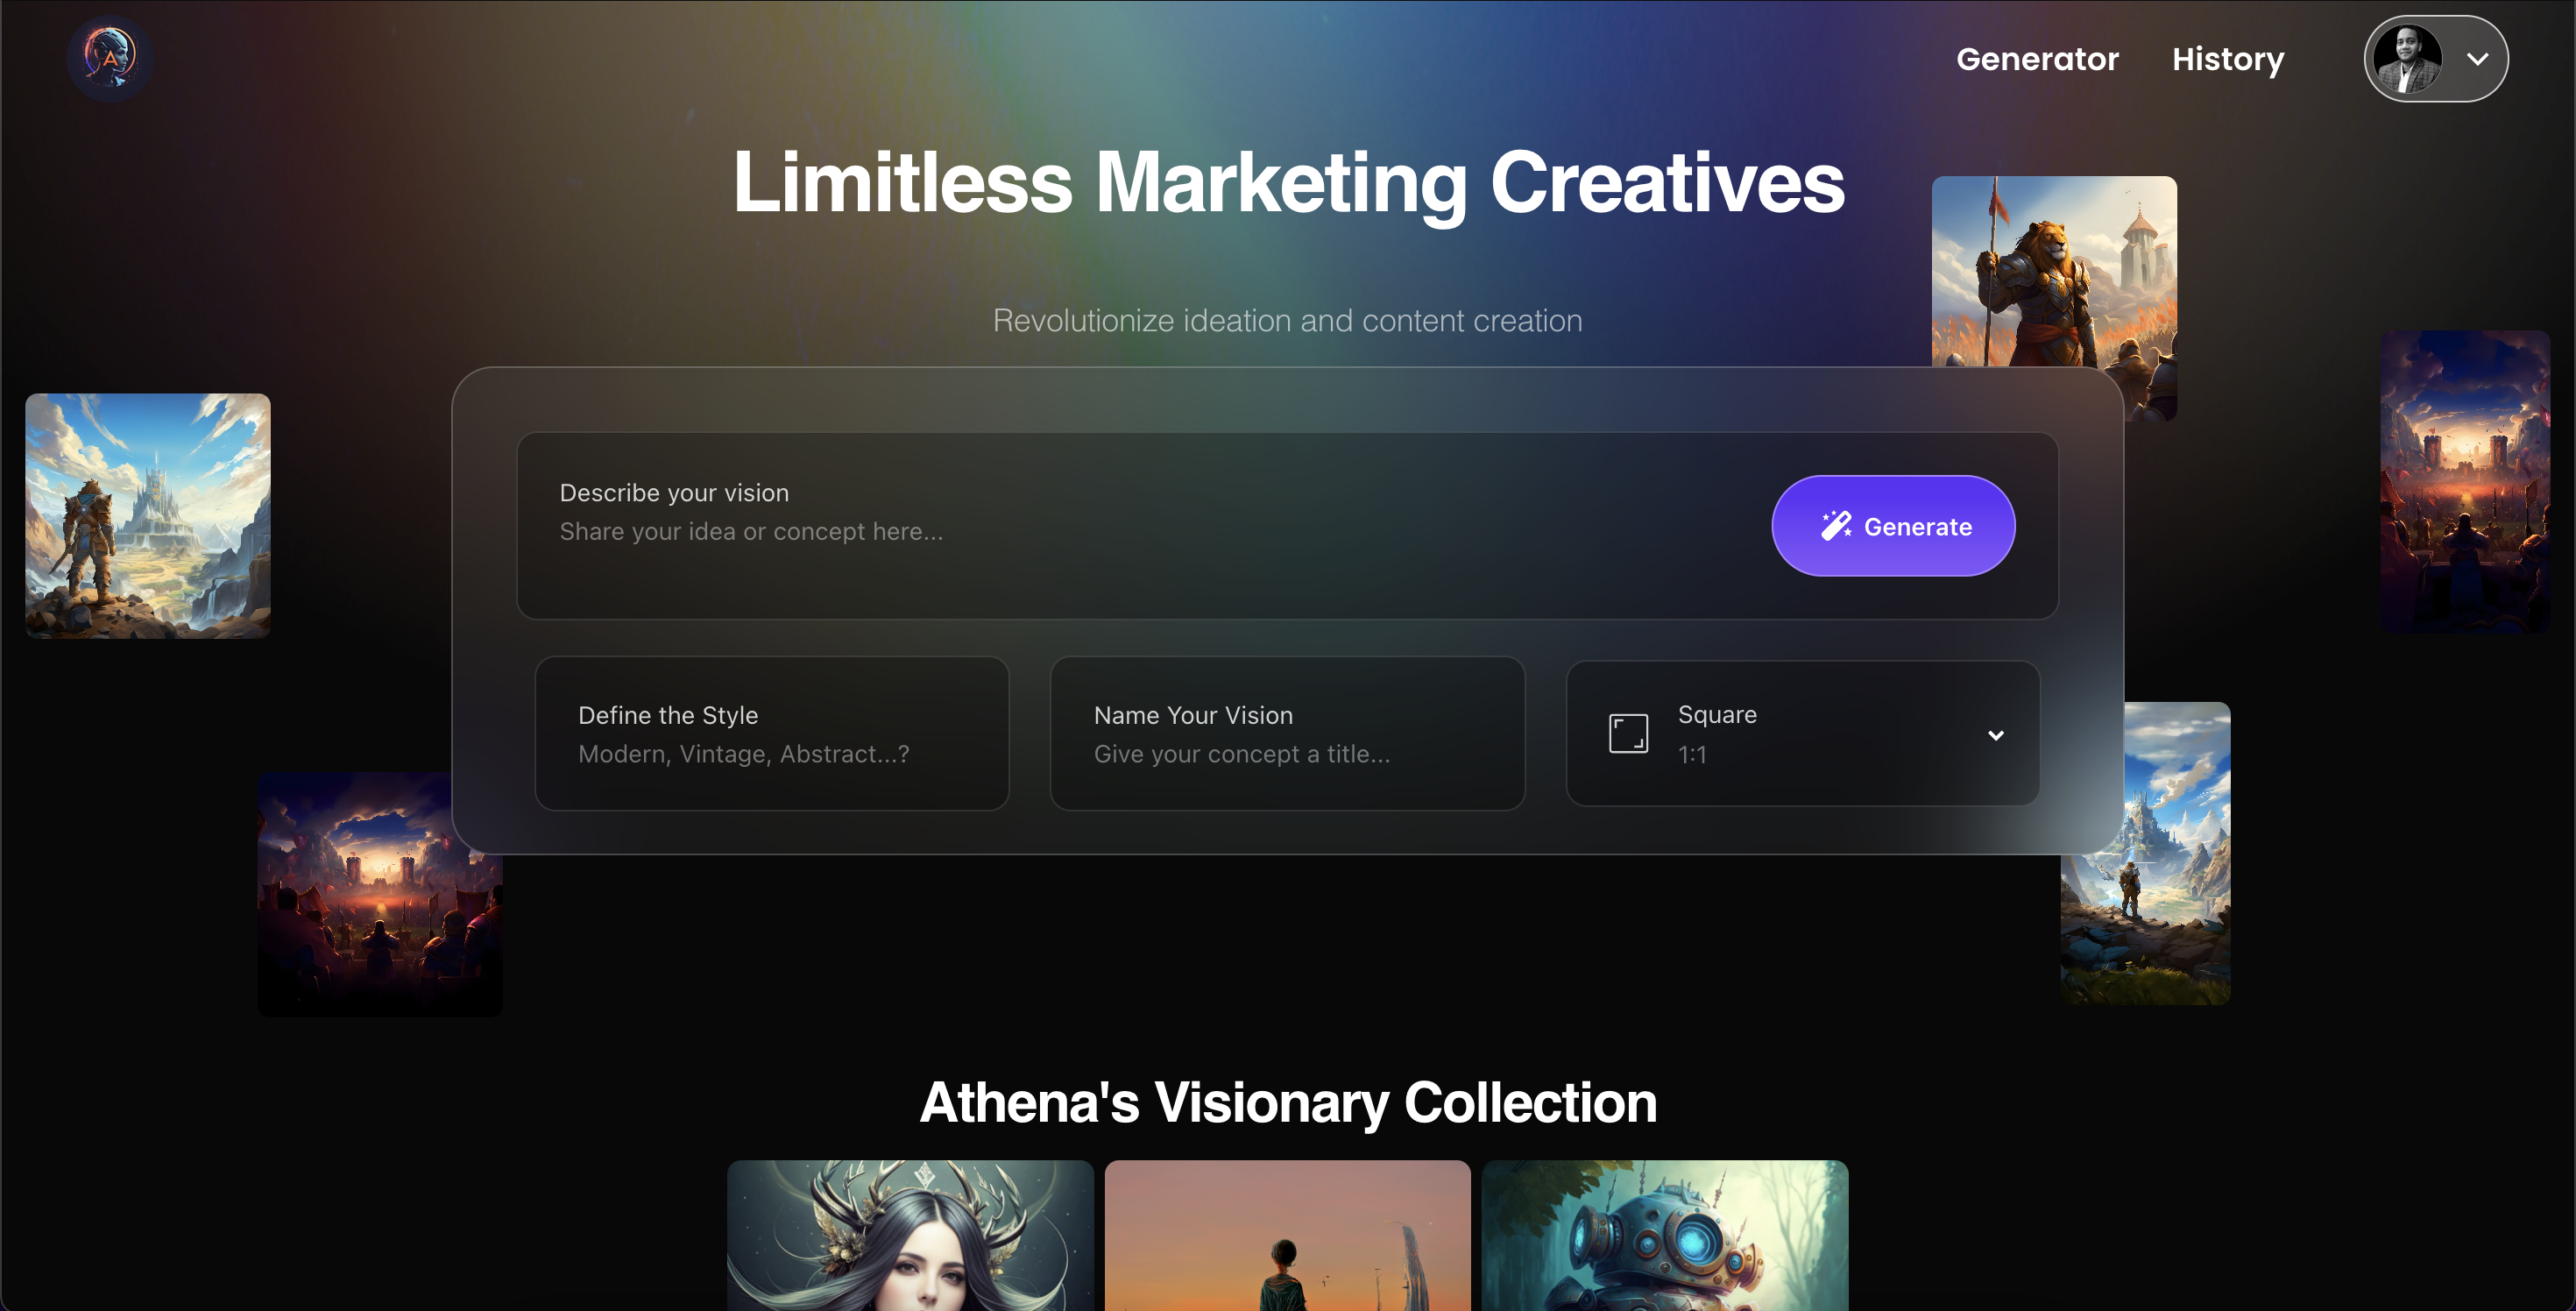 A
Generator
History
Limitless Marketing Creatives
Revolutionize ideation and content creation
Describe your vision
Share your idea or concept here...
Generate
Define the Style
Modern, Vintage, Abstract...?
Name Your Vision
Give your concept a title...
Square
1:1
Athena's Visionary Collection